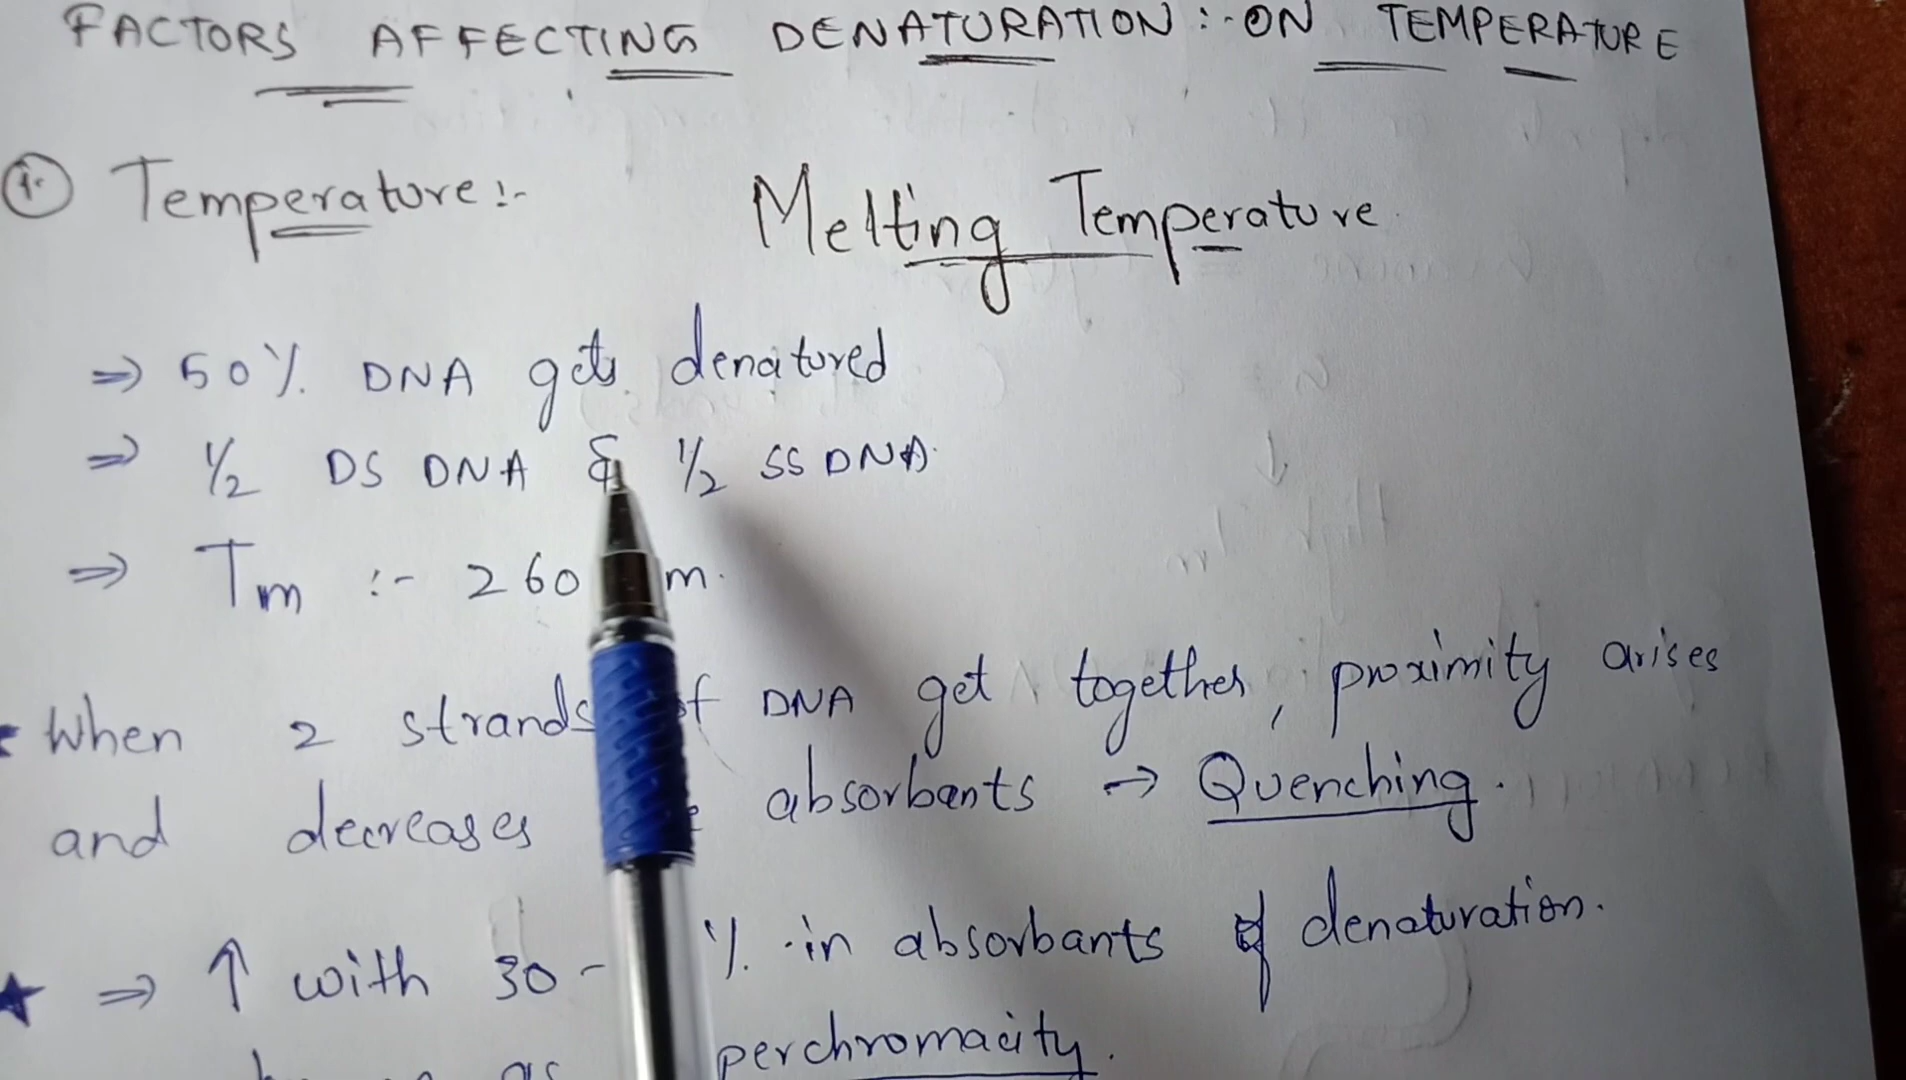 FACTORS AFFECTING DENATURATION :- ON TEMPERATURE
1. Temperature :- Melting Temperature
⇒ 50% DNA gets denatured
⇒ 1/2 DS DNA & 1/2 SS DNA.
⇒ Tm :- 260 m.
When 2 strands of DNA get together, proximity arises
and decreases absorbants → Quenching.
★ ⇒ ↑ with 30- % in absorbants of denaturation.
as perchromacity.